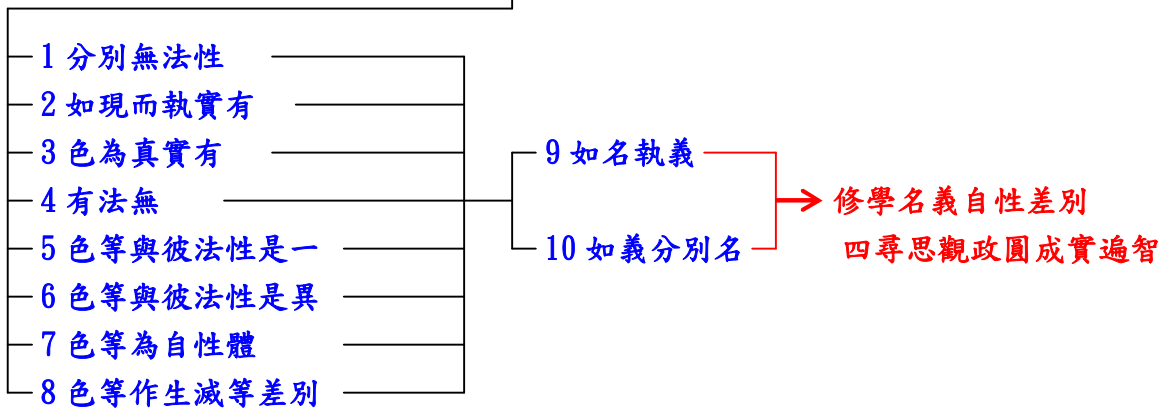 1 分別無法性
2 如現而執實有
3 色為真實有
4 有法無
5 色等與彼法性是一
6 色等與彼法性是異
7 色等為自性體
8 色等作生滅等差別
9 如名執義
10 如義分別名
修學名義自性差別
四尋思觀政圓成實遍智